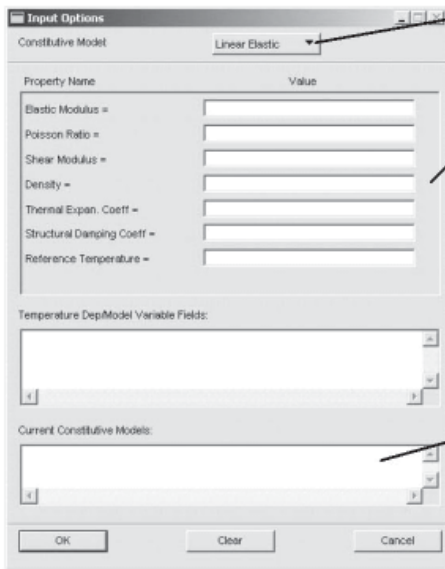 Input Options
Constitutive Model: Linear Elastic
Property Name Value
Elastic Modulus =
Poisson Ratio =
Shear Modulus =
Density =
Thermal Expan. Coeff =
Structural Damping Coeff =
Reference Temperature =
Temperature Dep/Model Variable Fields:
Current Constitutive Models:
OK Clear Cancel